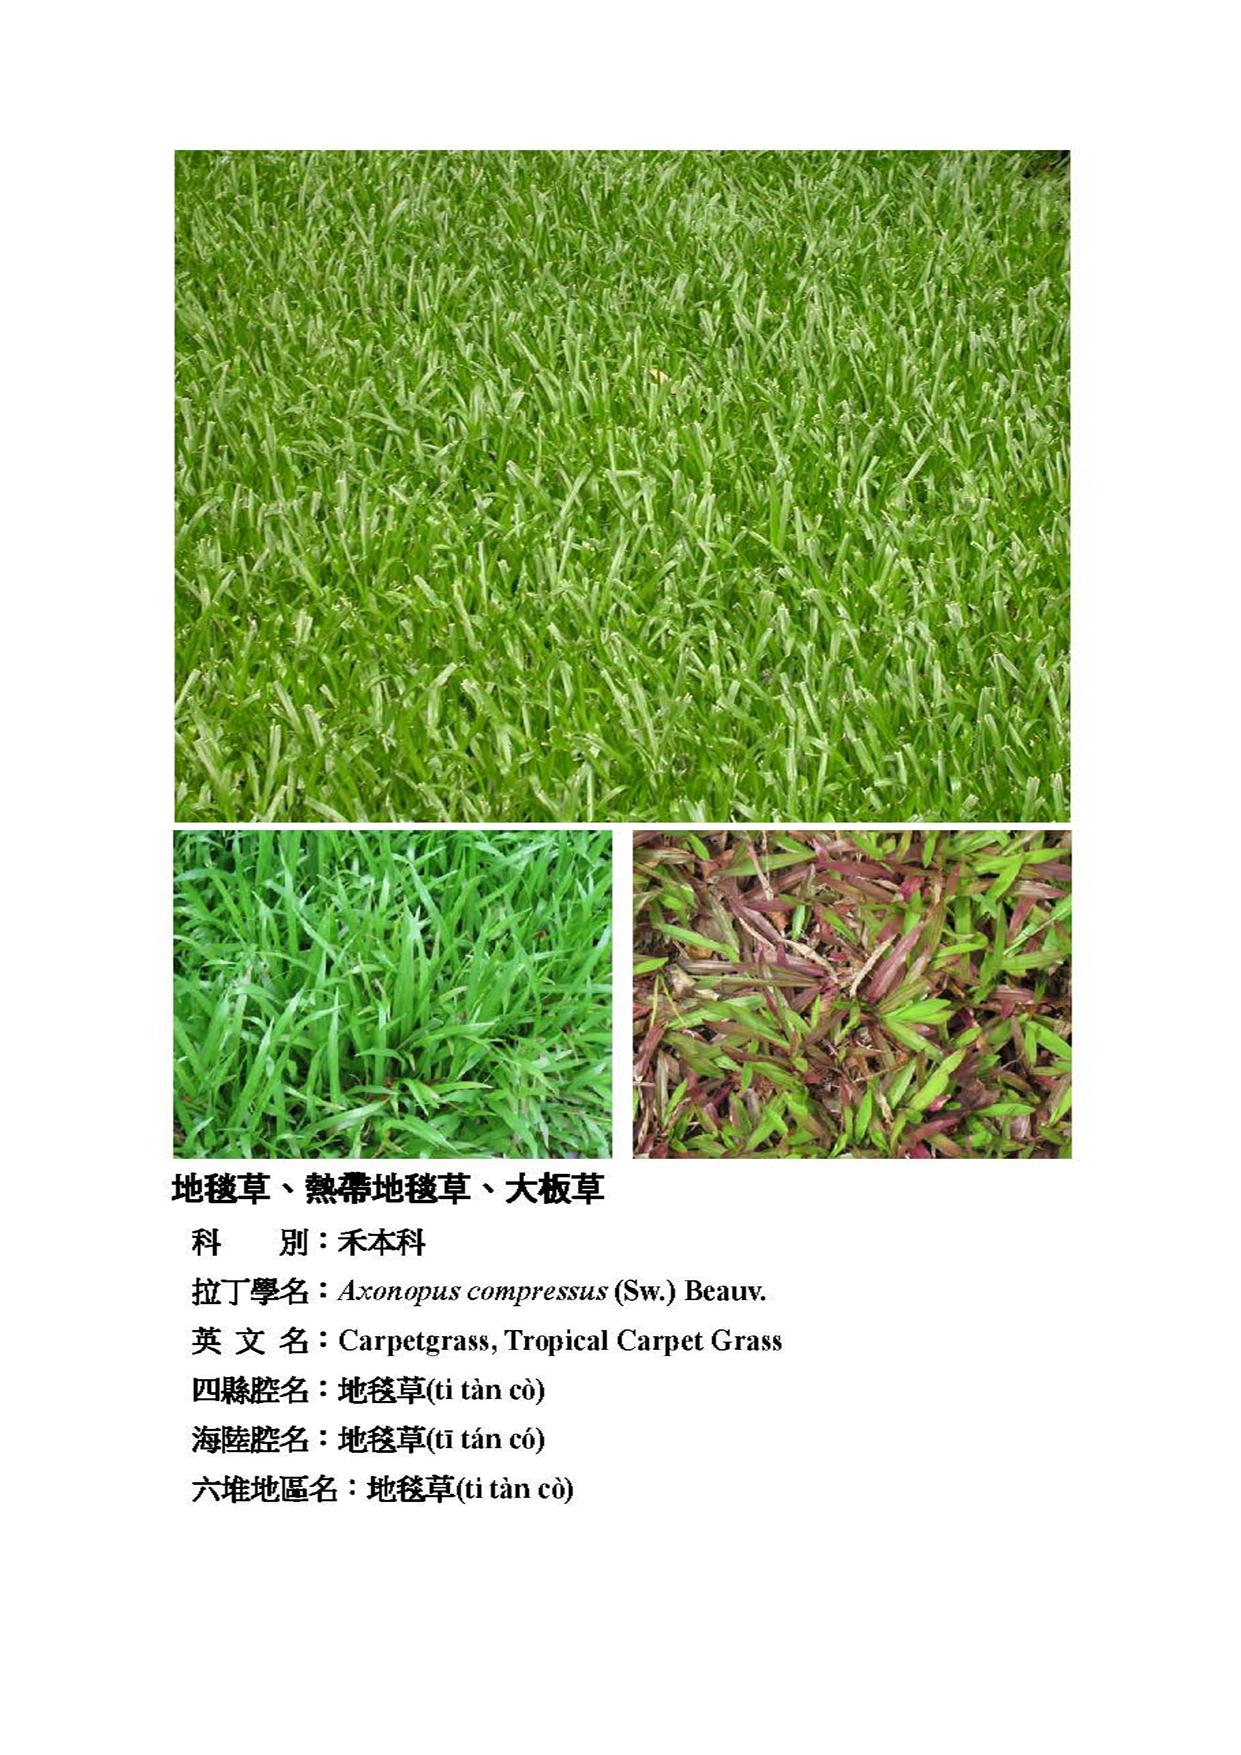 地毯草、熱帶地毯草、大板草
科　　別：禾本科
拉丁學名：Axonopus compressus (Sw.) Beauv.
英 文 名：Carpetgrass, Tropical Carpet Grass
四縣腔名：地毯草(ti tàn cò)
海陸腔名：地毯草(tī tán có)
六堆地區名：地毯草(ti tàn cò)